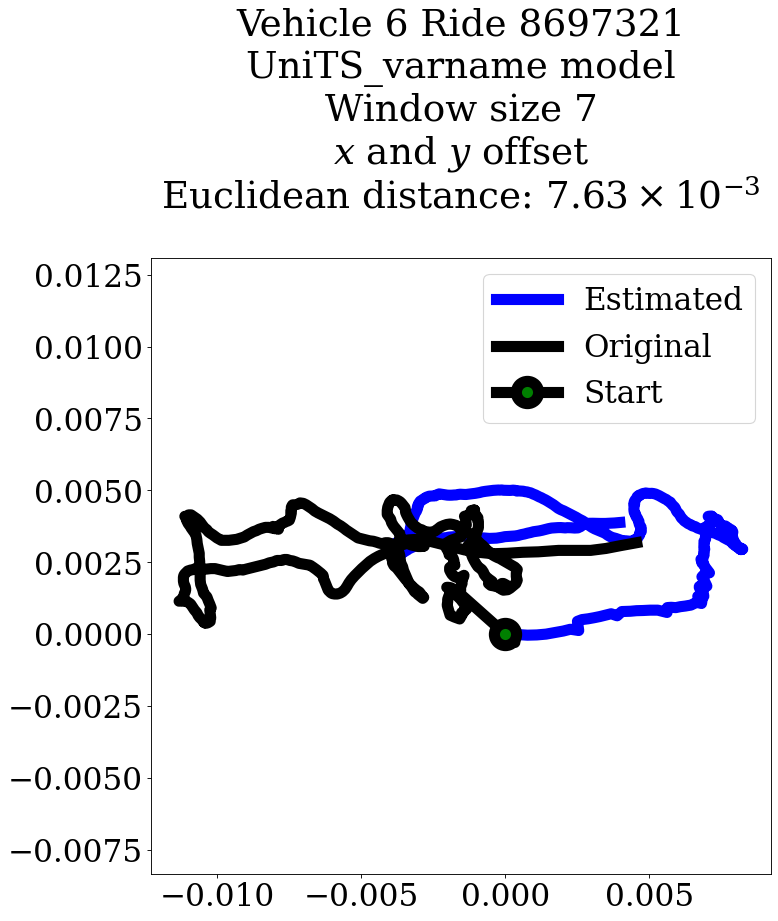 Vehicle 6 Ride 8697321
UniTS_varname model
Window size 7
x and y offset
Euclidean distance: 7.63 × 10⁻³
Estimated
Original
Start
0.0125
0.0100
0.0075
0.0050
0.0025
0.0000
−0.0025
−0.0050
−0.0075
−0.010 −0.005 0.000 0.005